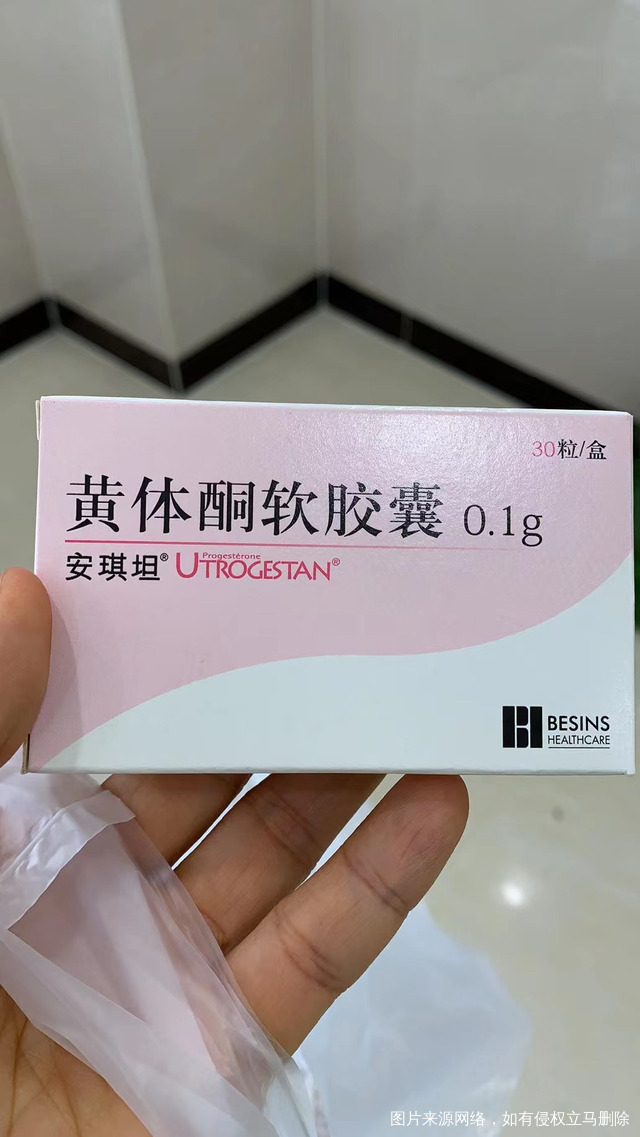 30粒/盒
黄体酮软胶囊 0.1g
安琪坦® Progestérone UTROGESTAN®
BESINS
HEALTHCARE
图片来源网络，如有侵权立马删除